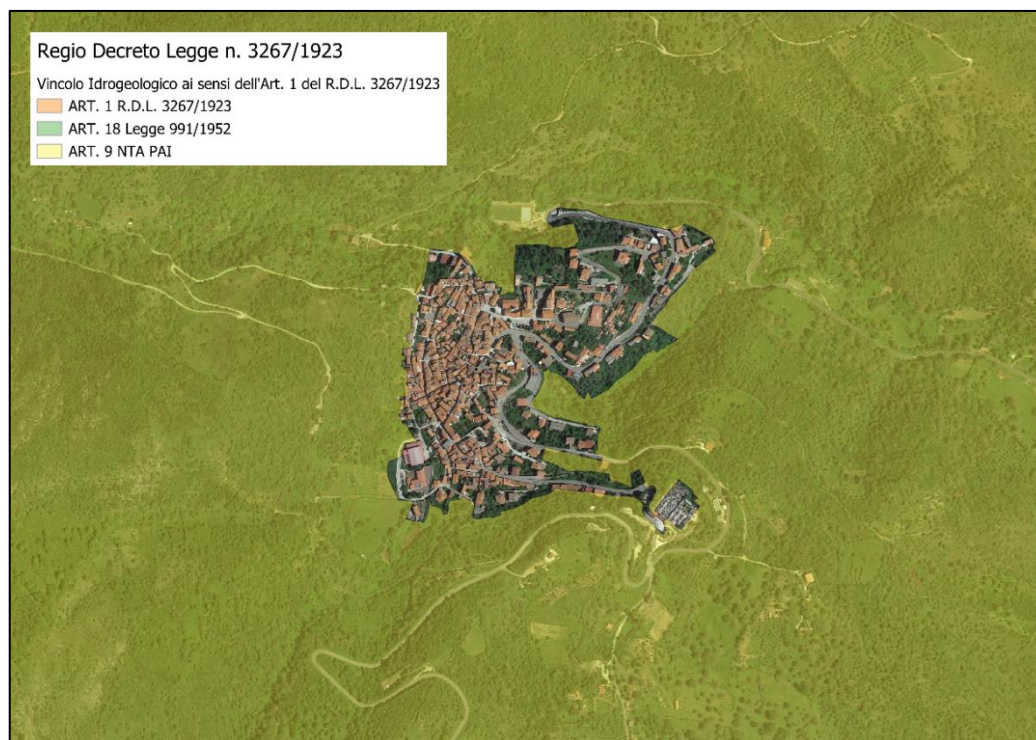 Regio Decreto Legge n. 3267/1923
Vincolo Idrogeologico ai sensi dell'Art. 1 del R.D.L. 3267/1923
ART. 1 R.D.L. 3267/1923
ART. 18 Legge 991/1952
ART. 9 NTA PAI